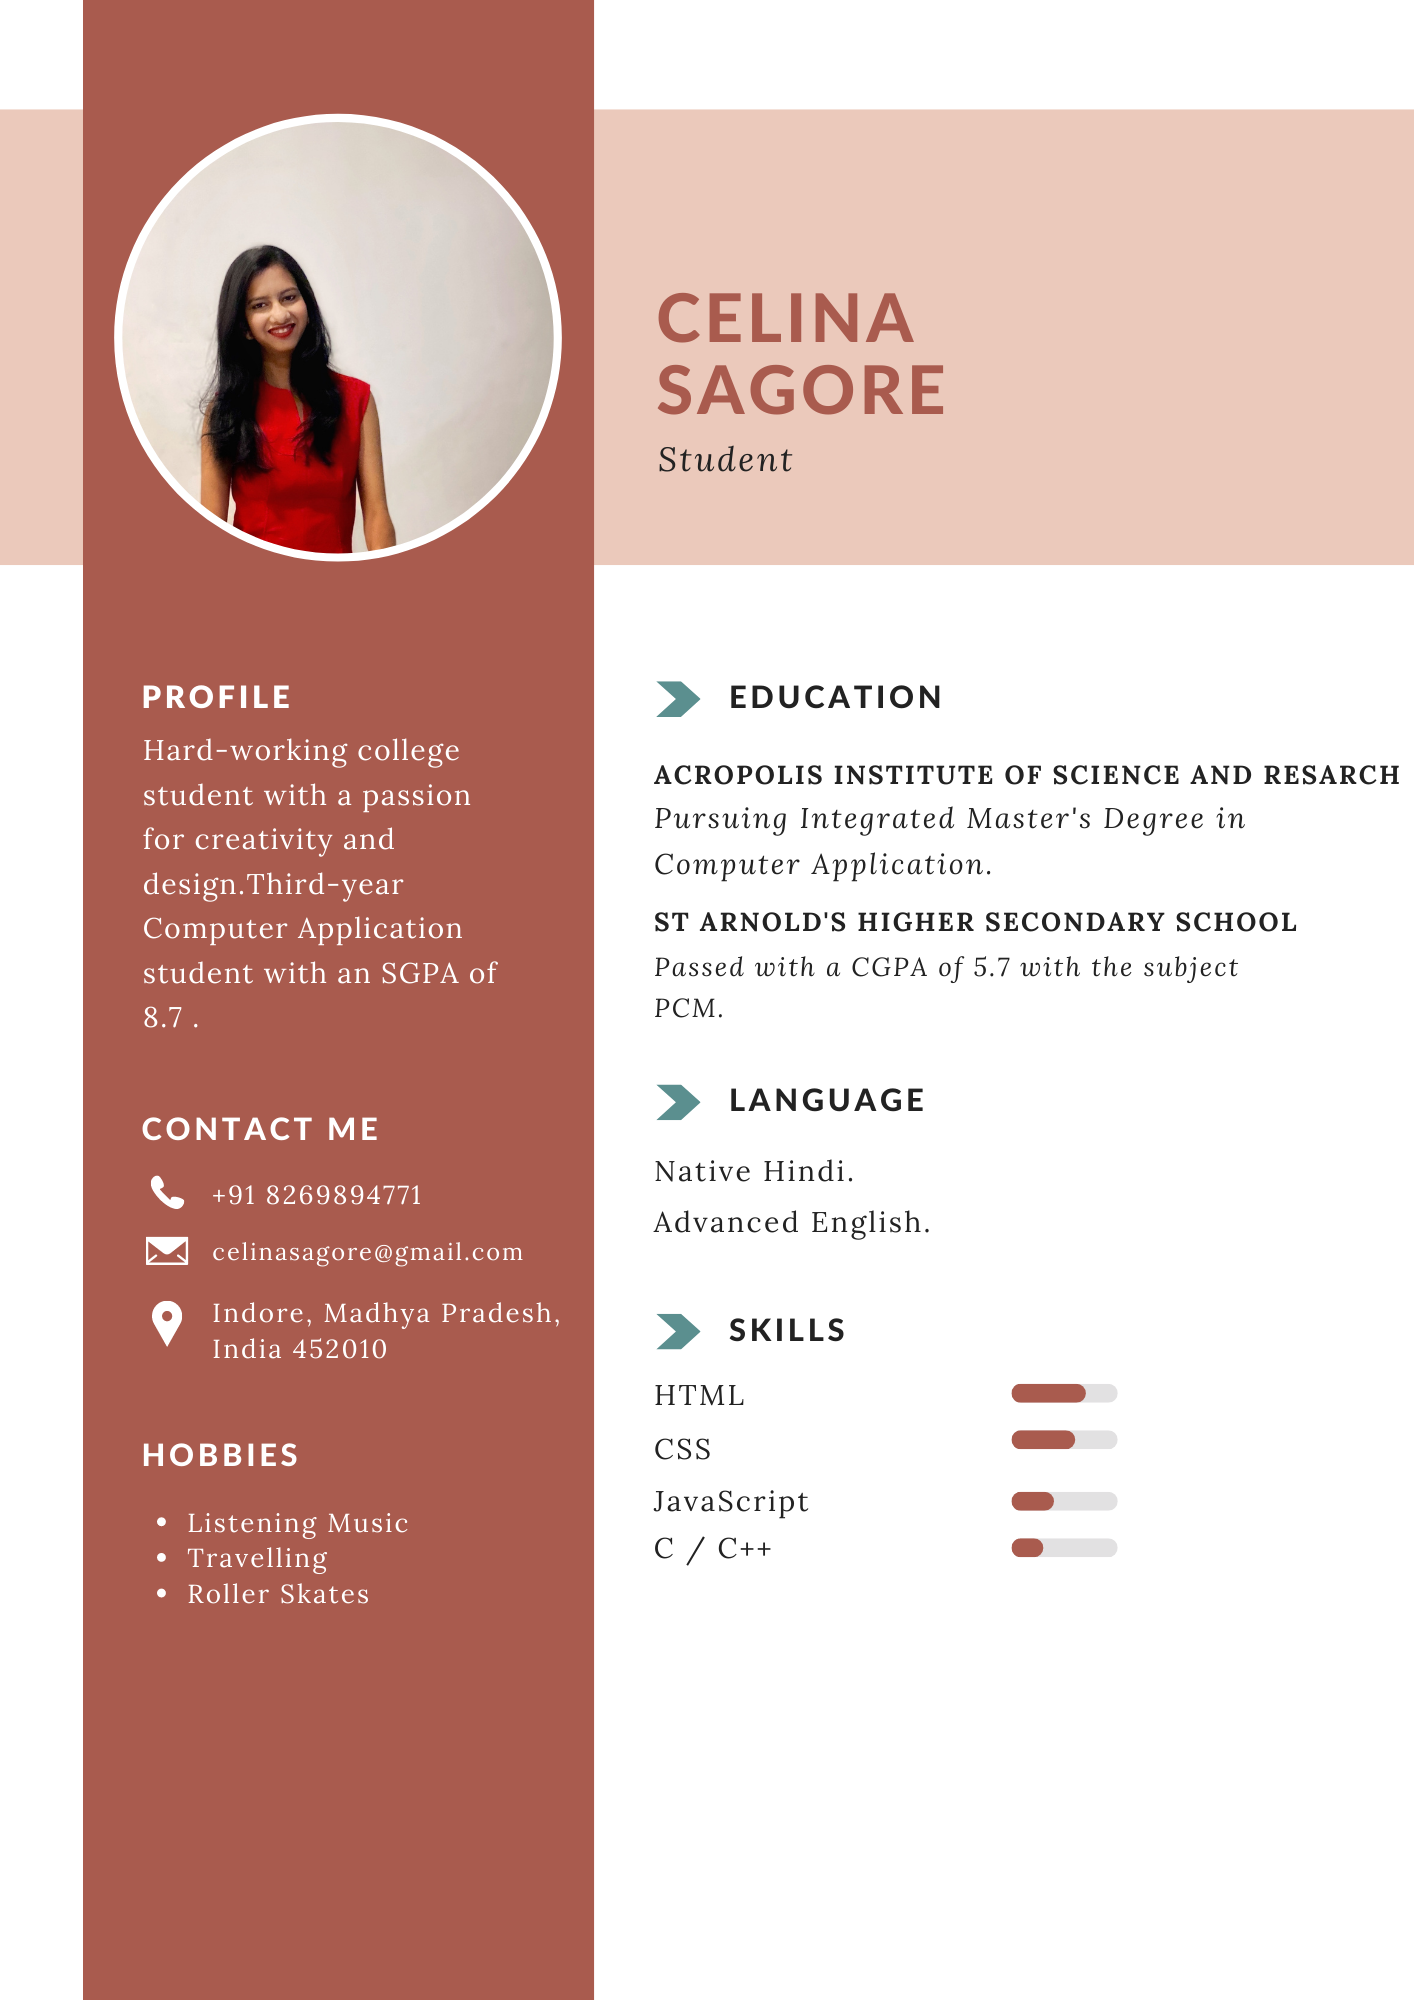 CELINA
SAGORE
Student
PROFILE
Hard-working college
student with a passion
for creativity and
design.Third-year
Computer Application
student with an SGPA of
8.7 .
CONTACT ME
+91 8269894771
celinasagore@gmail.com
Indore, Madhya Pradesh,
India 452010
HOBBIES
• Listening Music
• Travelling
• Roller Skates
EDUCATION
ACROPOLIS INSTITUTE OF SCIENCE AND RESARCH
Pursuing Integrated Master's Degree in
Computer Application.
ST ARNOLD'S HIGHER SECONDARY SCHOOL
Passed with a CGPA of 5.7 with the subject
PCM.
LANGUAGE
Native Hindi.
Advanced English.
SKILLS
HTML
CSS
JavaScript
C / C++